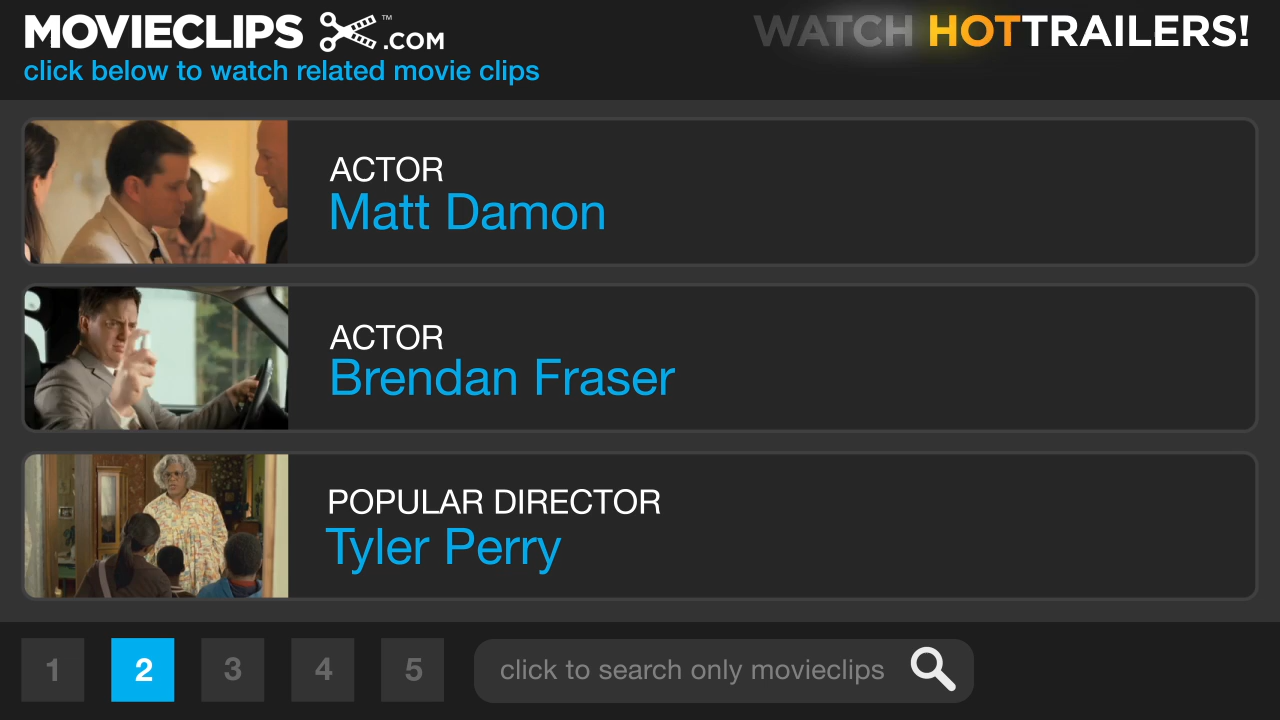 MOVIECLIPS ™ .COM
WATCH HOTTRAILERS!
click below to watch related movie clips
ACTOR
Matt Damon
ACTOR
Brendan Fraser
POPULAR DIRECTOR
Tyler Perry
1 2 3 4 5 click to search only movieclips